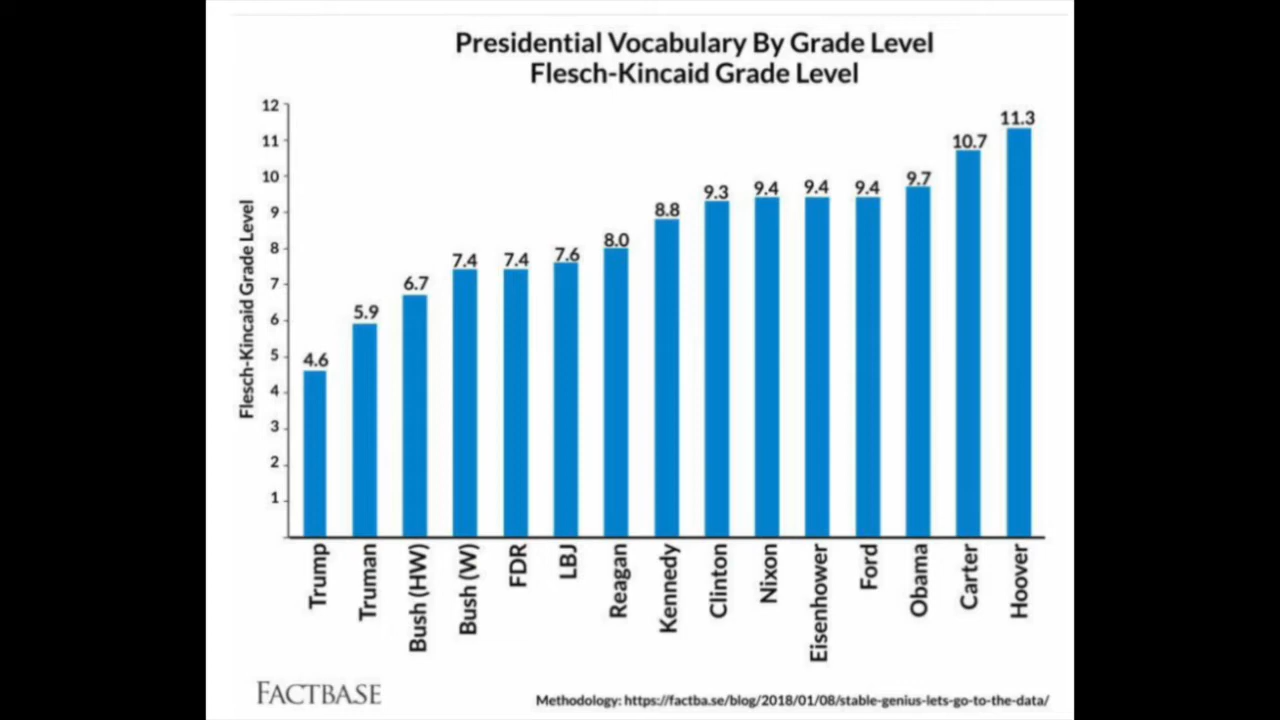 Presidential Vocabulary By Grade Level
Flesch-Kincaid Grade Level
Flesch-Kincaid Grade Level
12
11
10
9
8
7
6
5
4
3
2
1
4.6
5.9
6.7
7.4
7.4
7.6
8.0
8.8
9.3
9.4
9.4
9.4
9.7
10.7
11.3
Trump
Truman
Bush (HW)
Bush (W)
FDR
LBJ
Reagan
Kennedy
Clinton
Nixon
Eisenhower
Ford
Obama
Carter
Hoover
FACTBASE
Methodology: https://factba.se/blog/2018/01/08/stable-genius-lets-go-to-the-data/